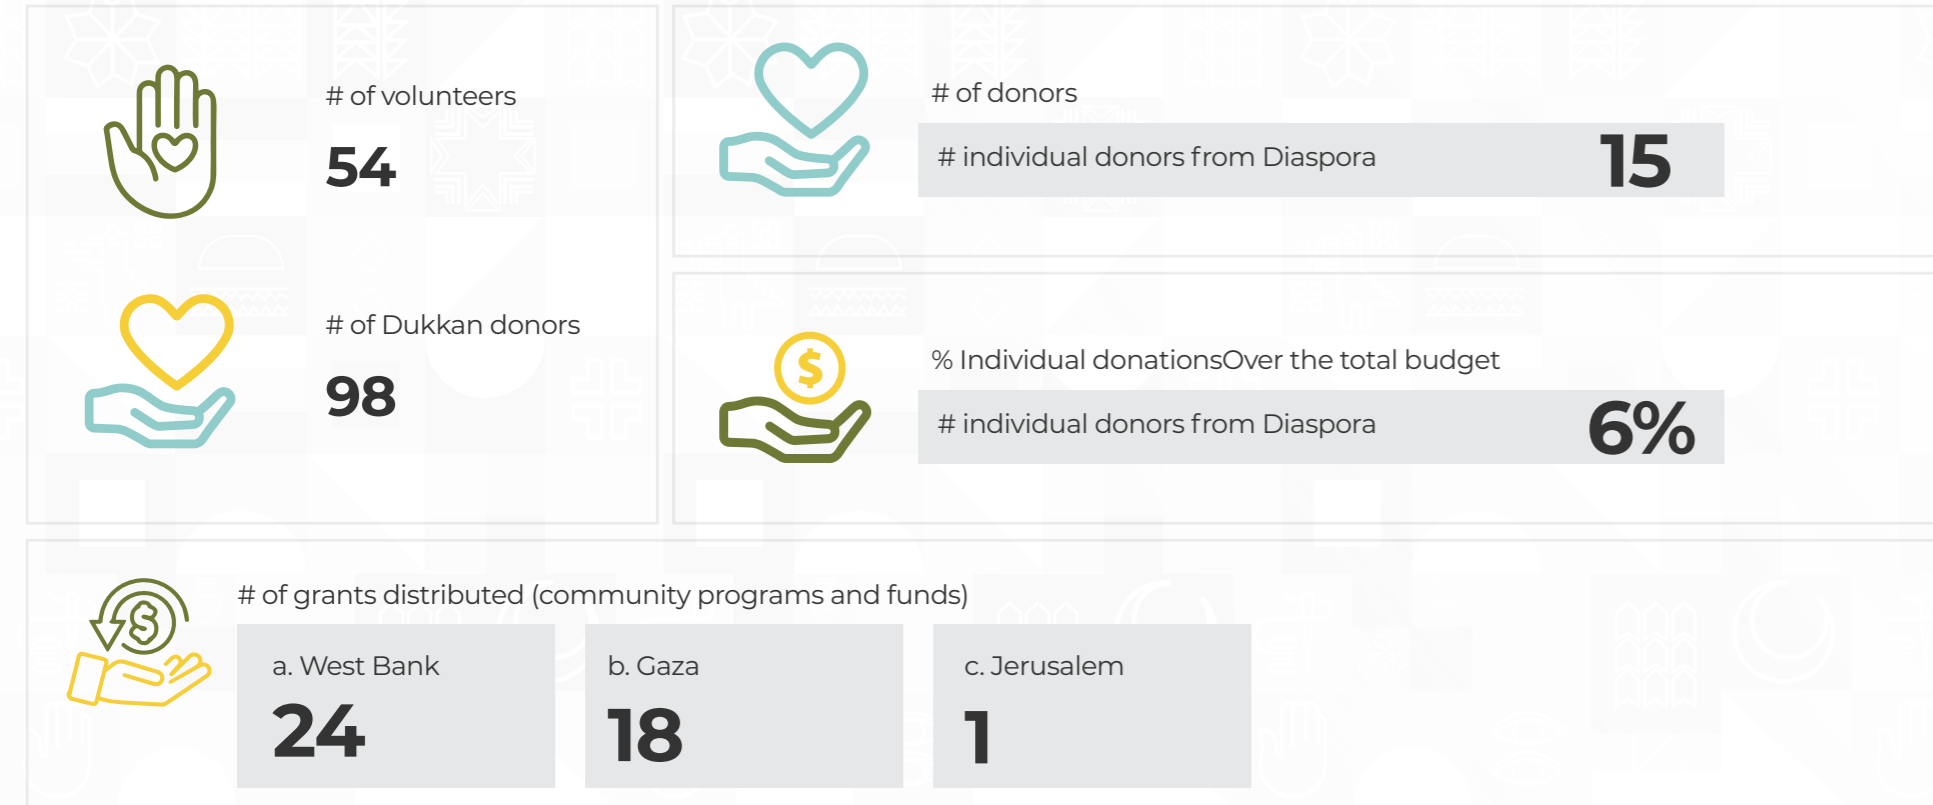 # of volunteers
54
# of Dukkan donors
98
# of donors
# individual donors from Diaspora 15
% Individual donationsOver the total budget
# individual donors from Diaspora 6%
# of grants distributed (community programs and funds)
a. West Bank
24
b. Gaza
18
c. Jerusalem
1